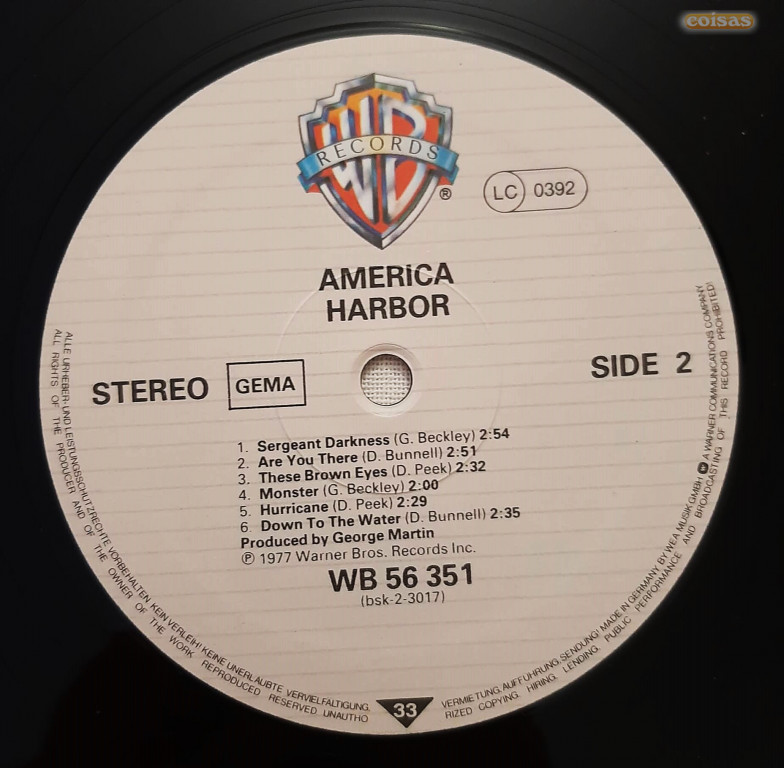 coisas
WB
RECORDS
®
LC 0392
AMERiCA
HARBOR
STEREO
GEMA
SIDE 2
1. Sergeant Darkness (G. Beckley) 2:54
2. Are You There (D. Bunnell) 2:51
3. These Brown Eyes (D. Peek) 2:32
4. Monster (G. Beckley) 2:00
5. Hurricane (D. Peek) 2:29
6. Down To The Water (D. Bunnell) 2:35
Produced by George Martin
℗ 1977 Warner Bros. Records Inc.
WB 56 351
(bsk-2-3017)
33
ALLE URHEBER-UND LEISTUNGSSCHUTZRECHTE VORBEHALTEN KEIN VERLEIH! KEINE UNERLAUBTE VERVIELFALTIGUNG,
VERMIETUNG, AUFFÜHRUNG, SENDUNG! MADE IN GERMANY BY WEA MUSIK GMBH A WARNER COMMUNICATIONS COMPANY
ALL RIGHTS OF THE PRODUCER AND OF THE OWNER OF THE WORK REPRODUCED RESERVED UNAUTHO
RIZED COPYING, HIRING, LENDING, PUBLIC PERFORMANCE AND BROADCASTING OF THIS RECORD PROHIBITED!